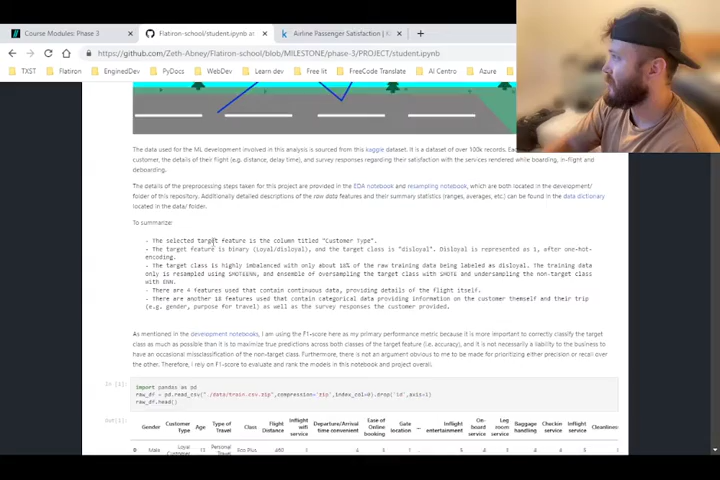 Course Modules: Phase 3
Flatiron-school/student.ipynb at
Airline Passenger Satisfaction | K
https://github.com/Zeth-Abney/Flatiron-school/blob/MILESTONE/phase-3/PROJECT/student.ipynb
TXST Flatiron EnginedDev PyDocs WebDev Learn dev Free lit FreeCode Translate AI Centro Azure
The data used for the ML development involved in this analysis is sourced from this kaggle dataset. It is a dataset of over 100k records.
customer, the details of their flight (e.g. distance, delay time), and survey responses regarding their satisfaction with the services rendered while boarding, in-flight and
deboarding.
The details of the preprocessing steps taken for this project are provided in the EDA notebook and resampling notebook, which are both located in the development/
folder of this repository. Additionally detailed descriptions of the raw data features and their summary statistics (ranges, averages, etc.) can be found in the data dictionary
located in the data/ folder.
To summarize:
- The selected target feature is the column titled "Customer Type".
- The target feature is binary (Loyal/disloyal), and the target class is "disloyal". Disloyal is represented as 1, after one-hot-
encoding.
- The target class is highly imbalanced with only about 18% of the raw training data being labeled as disloyal. The training data
only is resampled using SMOTEENN, and ensemble of oversampling the target class with SMOTE and undersampling the non-target class
with ENN.
- There are 4 features used that contain continuous data, providing details of the flight itself.
- There are another 18 features used that contain categorical data providing information on the customer themself and their trip
(e.g. gender, purpose for travel) as well as the survey responses the customer provided.
As mentioned in the development notebooks, I am using the F1-score here as my primary performance metric because it is more important to correctly classify the target
class as much as possible than it is to maximize true predictions across both classes of the target feature (i.e. accuracy), and it is not necessarily a liability to the business to
have an occasional missclassification of the non-target class. Furthermore, there is not an argument obvious to me to be made for prioritizing either precision or recall over
the other. Therefore, I rely on F1-score to evaluate and rank the models in this notebook and project overall.
In [1]:
import pandas as pd
raw_df = pd.read_csv("./data/train.csv.zip",compression='zip',index_col=0).drop('id',axis=1)
raw_df.head()
Out[1]:
Gender Customer Type Age Type of Travel Class Flight Distance Inflight wifi service Departure/Arrival time convenient Ease of Online booking Gate location ... Inflight entertainment On-board service Leg room service Baggage handling Checkin service Inflight service Cleanliness
0 Male Loyal Customer 13 Personal Travel Eco Plus 460